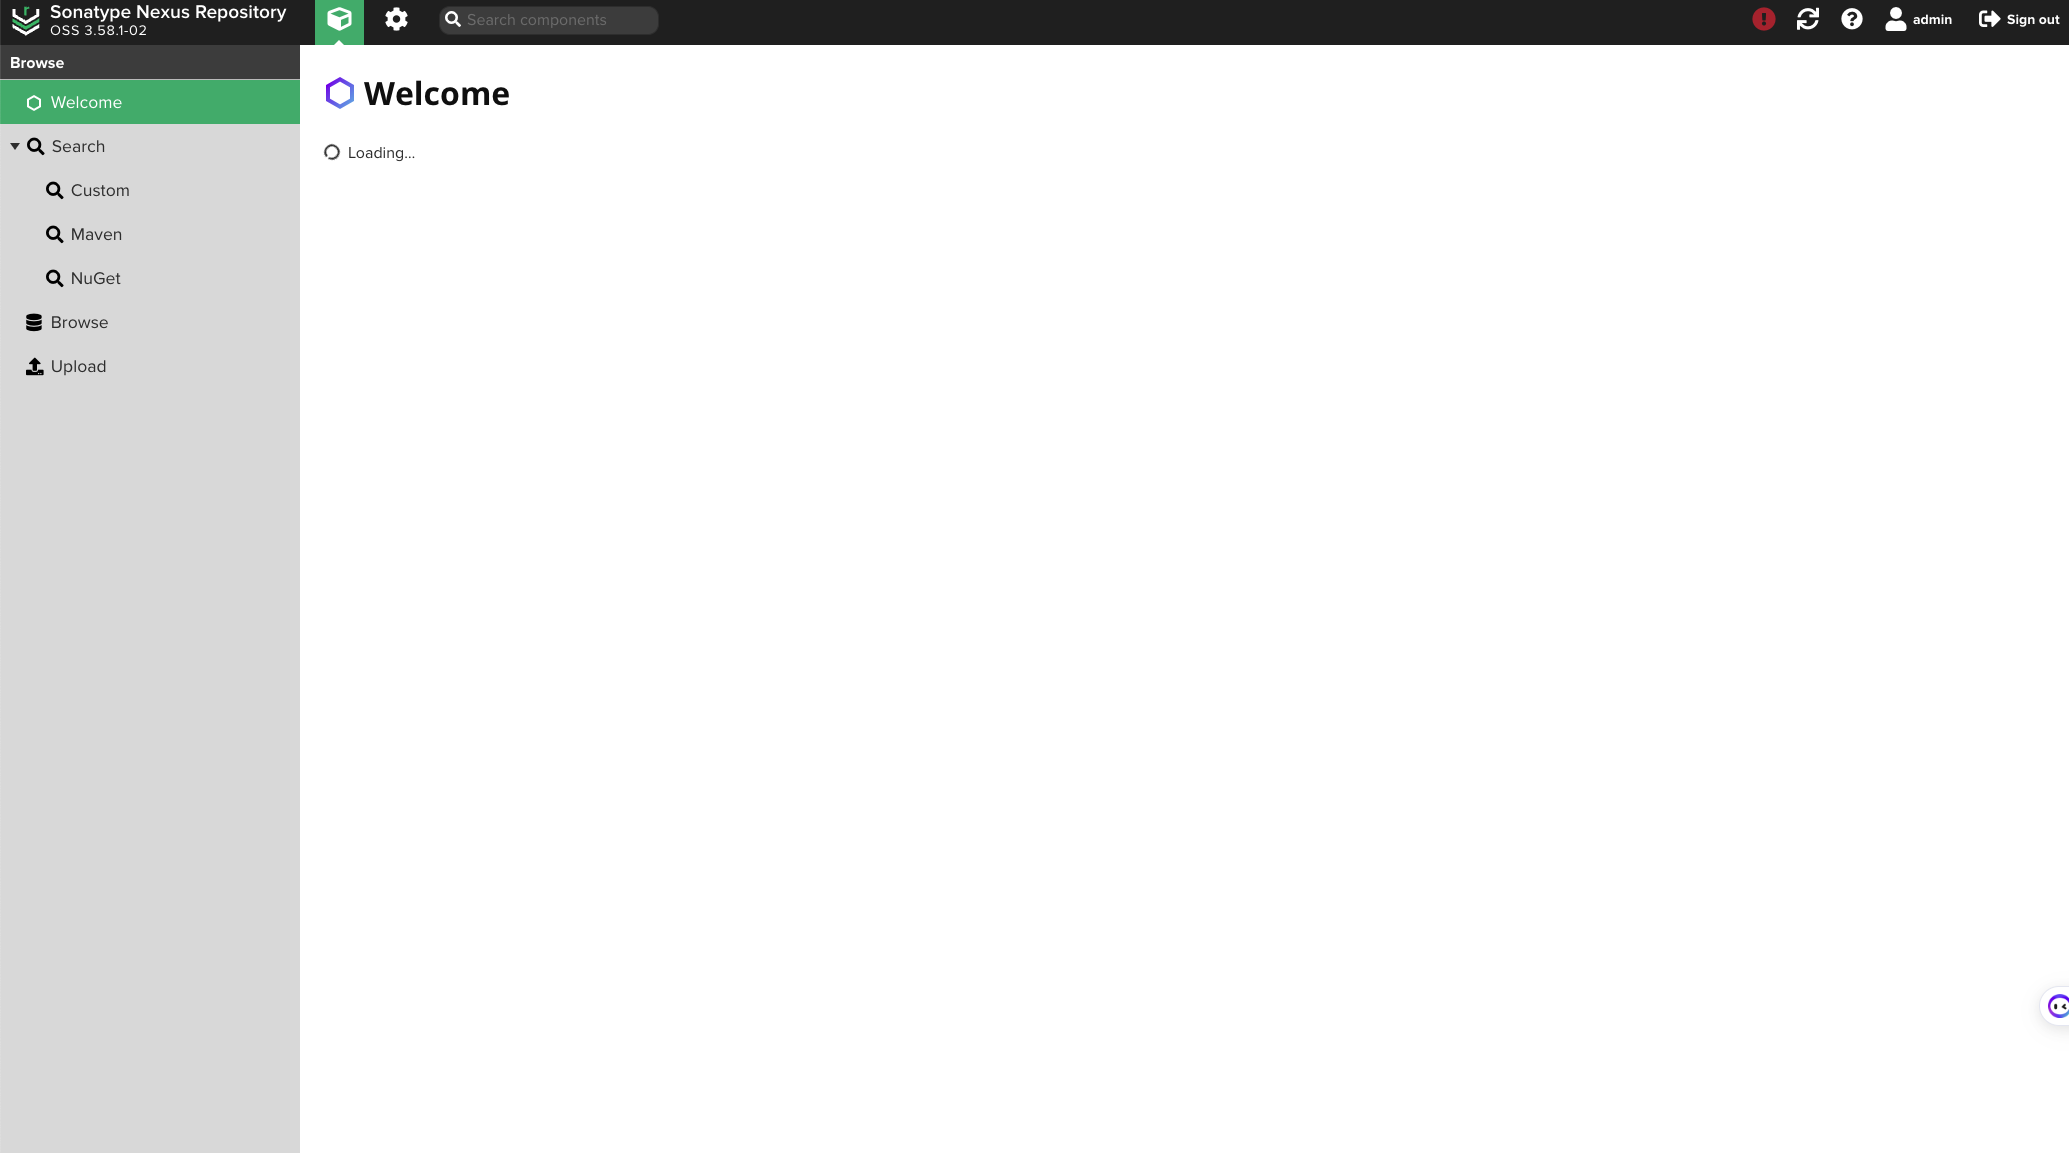 Sonatype Nexus Repository
OSS 3.58.1-02
Search components
admin
Sign out
Browse
Welcome
Search
Custom
Maven
NuGet
Browse
Upload
Welcome
Loading...